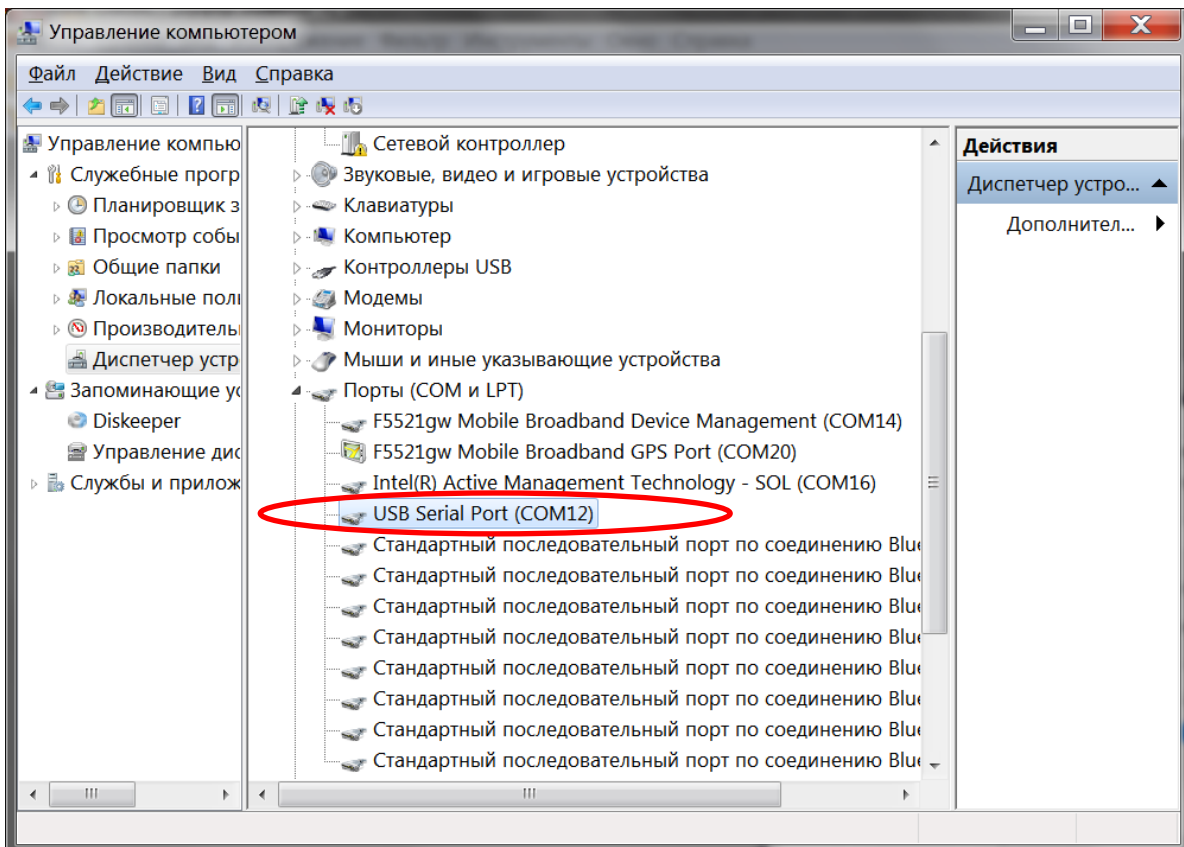 Управление компьютером
Файл Действие Вид Справка
Управление компью
Служебные прогр
Планировщик з
Просмотр собы
Общие папки
Локальные пол
Производитель
Диспетчер устр
Запоминающие ус
Diskeeper
Управление дис
Службы и прилож
Сетевой контроллер
Звуковые, видео и игровые устройства
Клавиатуры
Компьютер
Контроллеры USB
Модемы
Мониторы
Мыши и иные указывающие устройства
Порты (COM и LPT)
F5521gw Mobile Broadband Device Management (COM14)
F5521gw Mobile Broadband GPS Port (COM20)
Intel(R) Active Management Technology - SOL (COM16)
USB Serial Port (COM12)
Стандартный последовательный порт по соединению Blue
Стандартный последовательный порт по соединению Blue
Стандартный последовательный порт по соединению Blue
Стандартный последовательный порт по соединению Blue
Стандартный последовательный порт по соединению Blue
Стандартный последовательный порт по соединению Blue
Стандартный последовательный порт по соединению Blue
Стандартный последовательный порт по соединению Blue
Действия
Диспетчер устро...
Дополнител...